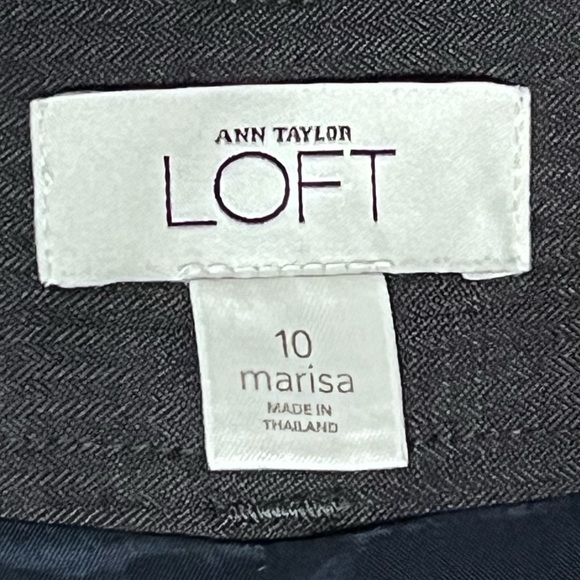 ANN TAYLOR
LOFT
10
marisa
MADE IN
THAILAND